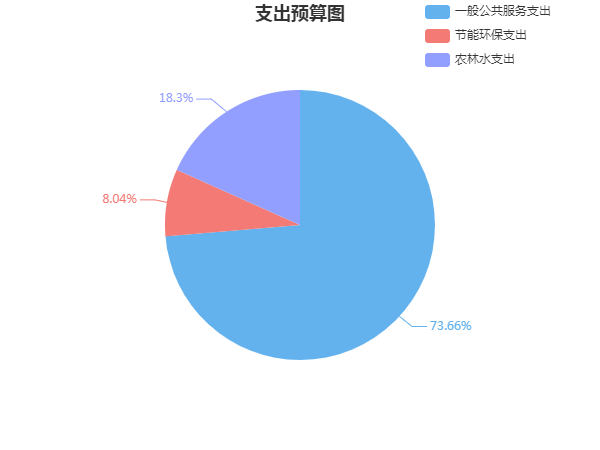 支出预算图
一般公共服务支出
节能环保支出
农林水支出
18.3%
8.04%
73.66%